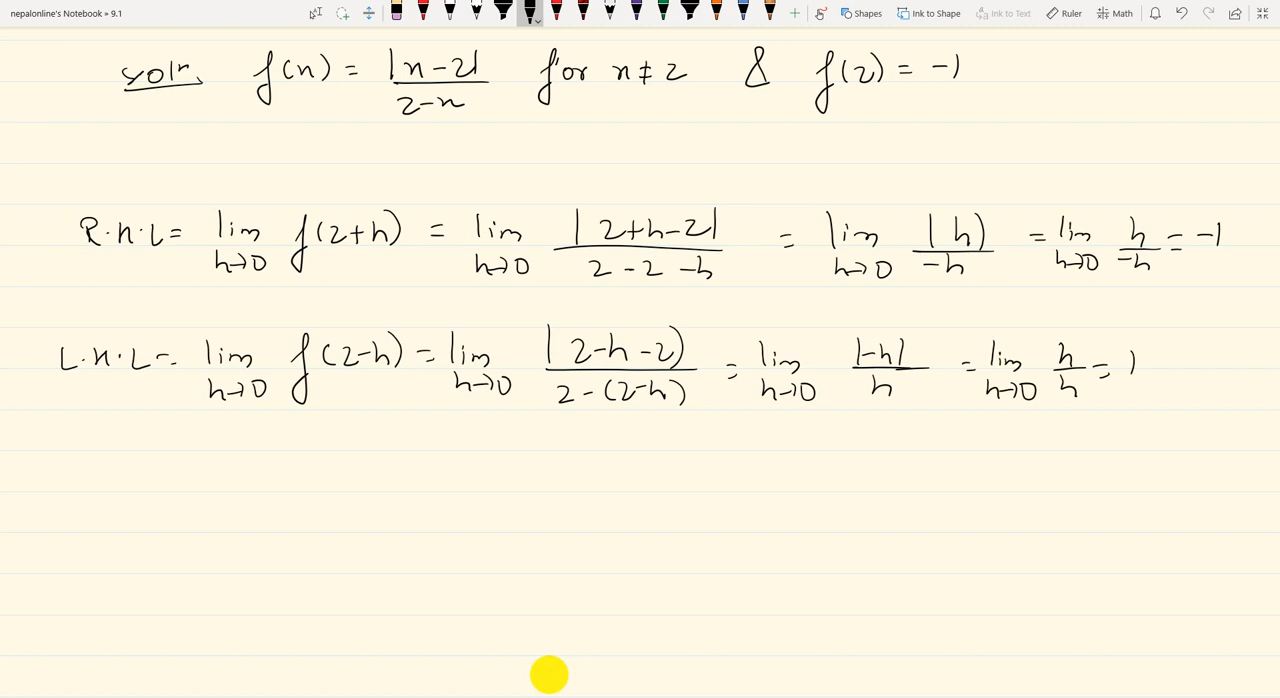 nepalonline's Notebook » 9.1 Shapes Ink to Shape Ink to Text Ruler Math
Soln. f(x) = |x-2| / 2-x for x ≠ 2 & f(2) = -1
R.H.L = lim h→0 f(2+h) = lim h→0 |2+h-2| / 2-2-h = lim h→0 |h| / -h = lim h→0 h / -h = -1
L.H.L = lim h→0 f(2-h) = lim h→0 |2-h-2| / 2-(2-h) = lim h→0 |-h| / h = lim h→0 h / h = 1